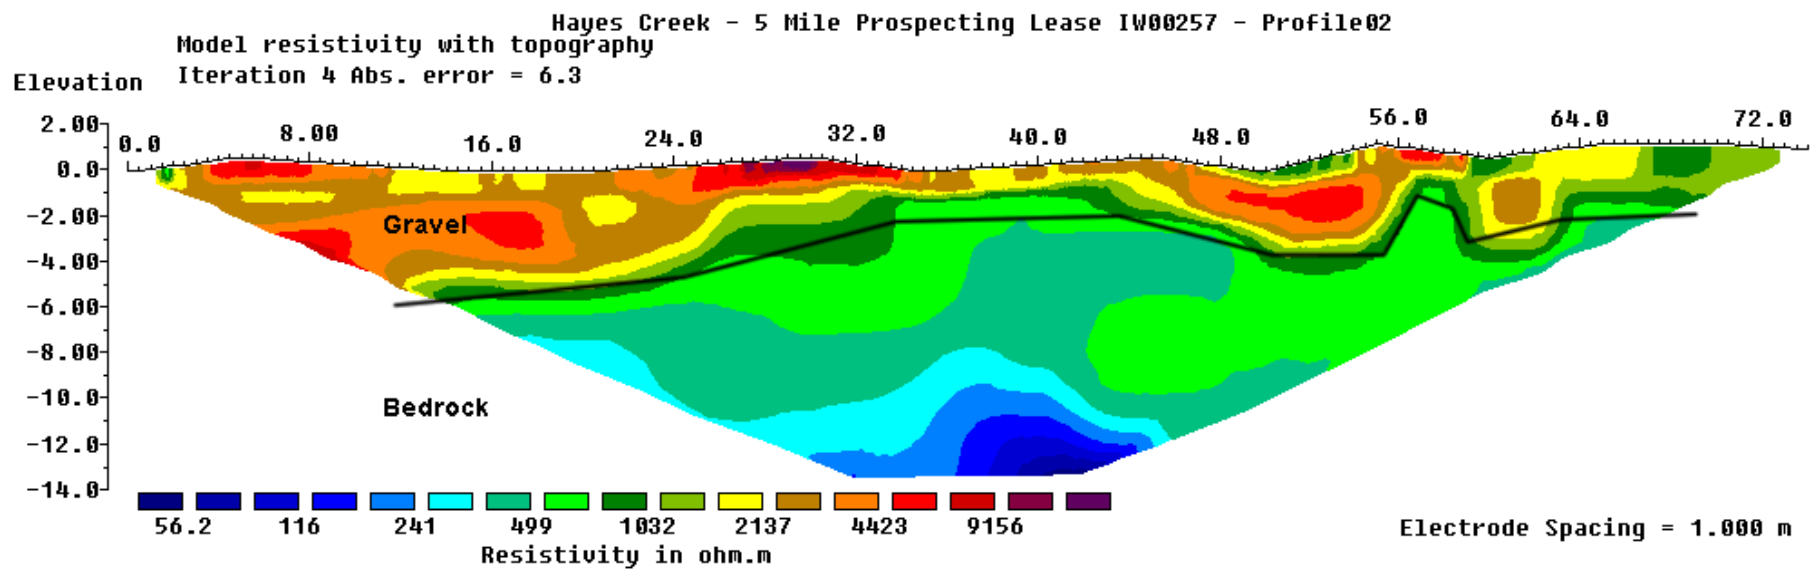 Hayes Creek - 5 Mile Prospecting Lease IW00257 - Profile02
Model resistivity with topography
Iteration 4 Abs. error = 6.3
Elevation
0.0 8.00 16.0 24.0 32.0 40.0 48.0 56.0 64.0 72.0
2.00
0.0
-2.00
-4.00
-6.00
-8.00
-10.0
-12.0
-14.0
Gravel
Bedrock
56.2 116 241 499 1032 2137 4423 9156
Resistivity in ohm.m
Electrode Spacing = 1.000 m